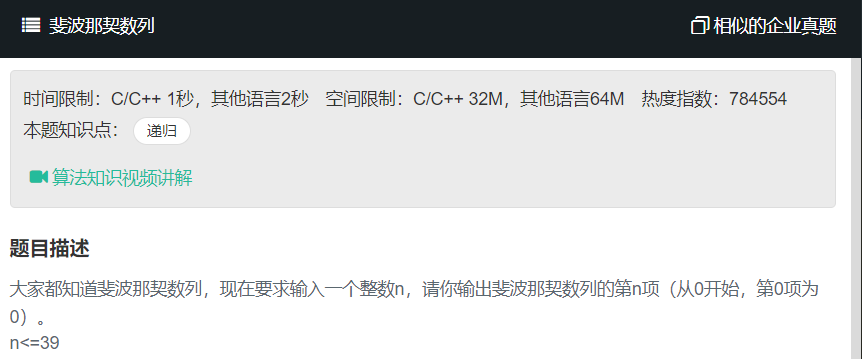 斐波那契数列 相似的企业真题
时间限制：C/C++ 1秒，其他语言2秒 空间限制：C/C++ 32M，其他语言64M 热度指数：784554
本题知识点： 递归
算法知识视频讲解
题目描述
大家都知道斐波那契数列，现在要求输入一个整数n，请你输出斐波那契数列的第n项（从0开始，第0项为
0）。
n<=39